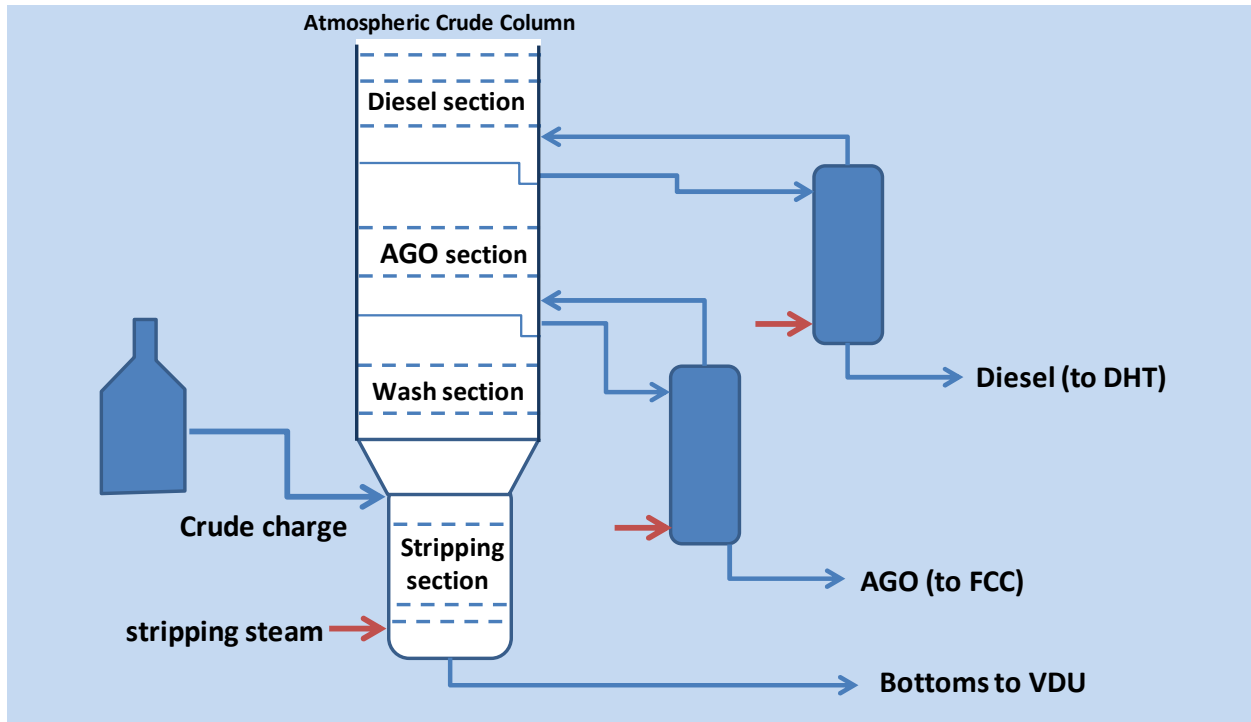 Atmospheric Crude Column
Diesel section
AGO section
Wash section
Crude charge
Stripping
section
stripping steam
Diesel (to DHT)
AGO (to FCC)
Bottoms to VDU